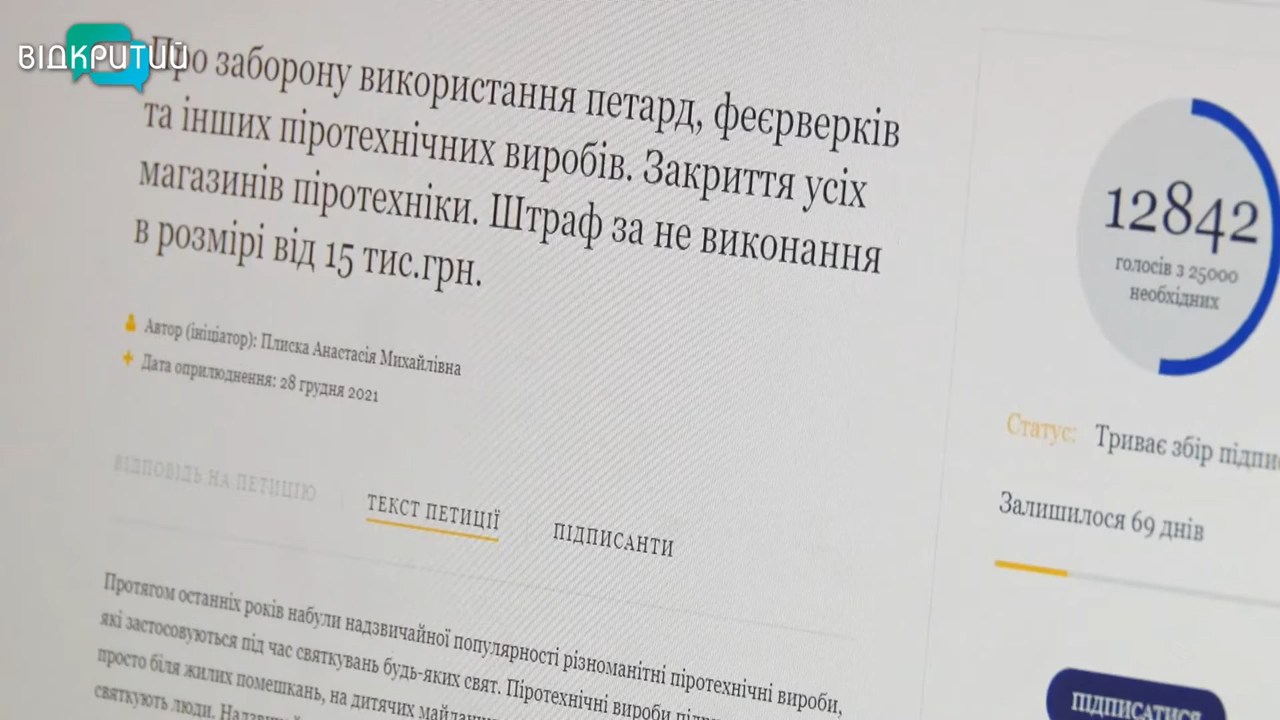 ВІДКРИТИЙ
Про заборону використання петард, феєрверків
та інших піротехнічних виробів. Закриття усіх
магазинів піротехніки. Штраф за не виконання
в розмірі від 15 тис.грн.
Автор (ініціатор): Плиска Анастасія Михайлівна
Дата оприлюднення: 28 грудня 2021
ВІДПОВІДЬ НА ПЕТИЦІЮ
ТЕКСТ ПЕТИЦІЇ
ПІДПИСАНТИ
Протягом останніх років набули надзвичайної популярності різноманітні піротехнічні вироби,
які застосовуються під час святкувань будь-яких свят. Піротехнічні вироби
просто біля жилих помешкань, на дитячих
святкують люди.
12842
голосів з 25000
необхідних
Статус: Триває збір
Залишилося 69 днів
ПІДПИСАТИСЯ